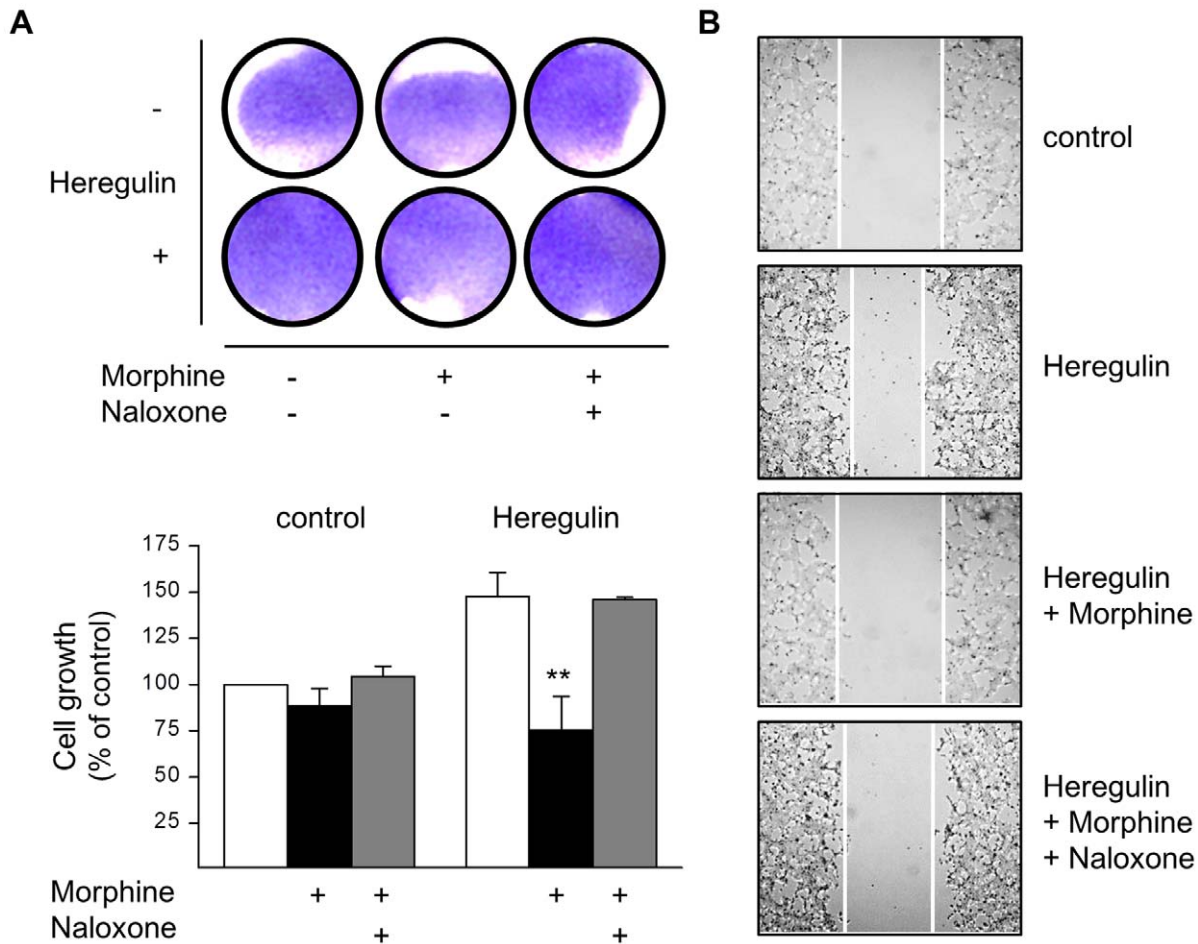 A
-
Heregulin
+
Morphine - + +
Naloxone - - +
control Heregulin
175
150
125
100
75
50
25
Cell growth
(% of control)
**
Morphine + + + +
Naloxone + +
B
control
Heregulin
Heregulin
+ Morphine
Heregulin
+ Morphine
+ Naloxone